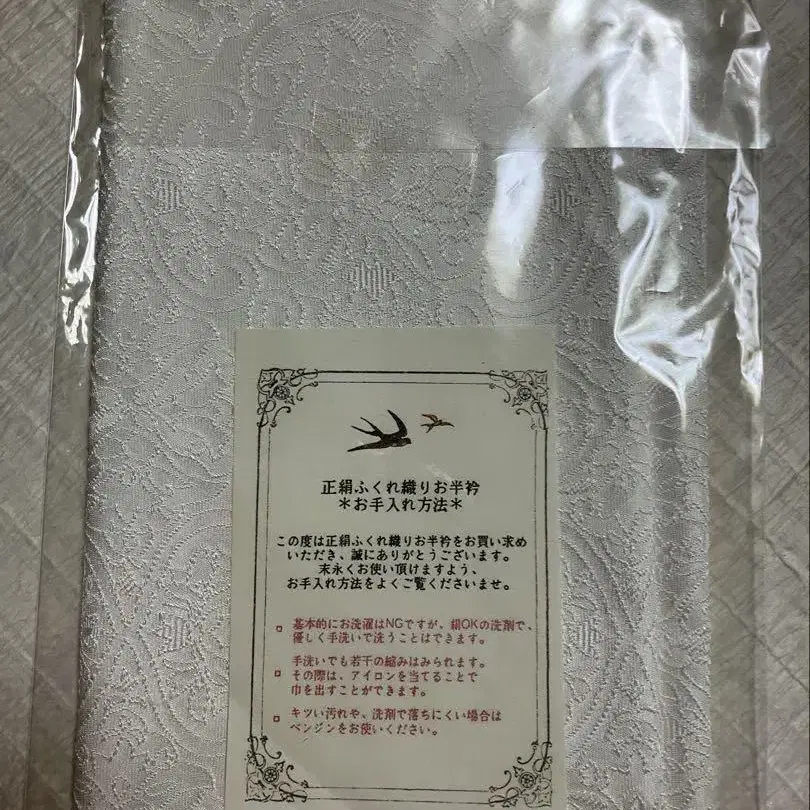 正絹ふくれ織りお半衿
＊お手入れ方法＊
この度は正絹ふくれ織りお半衿をお買い求め
いただき、誠にありがとうございます。
末永くお使い頂けますよう、
お手入れ方法をよくご覧くださいませ。
基本的にお洗濯はNGですが、絹OKの洗剤で、
優しく手洗いで洗うことはできます。
手洗いでも若干の縮みはみられます。
その際は、アイロンを当てることで
巾を出すことができます。
キツい汚れや、洗剤で落ちにくい場合は
ベンジンをお使いください。